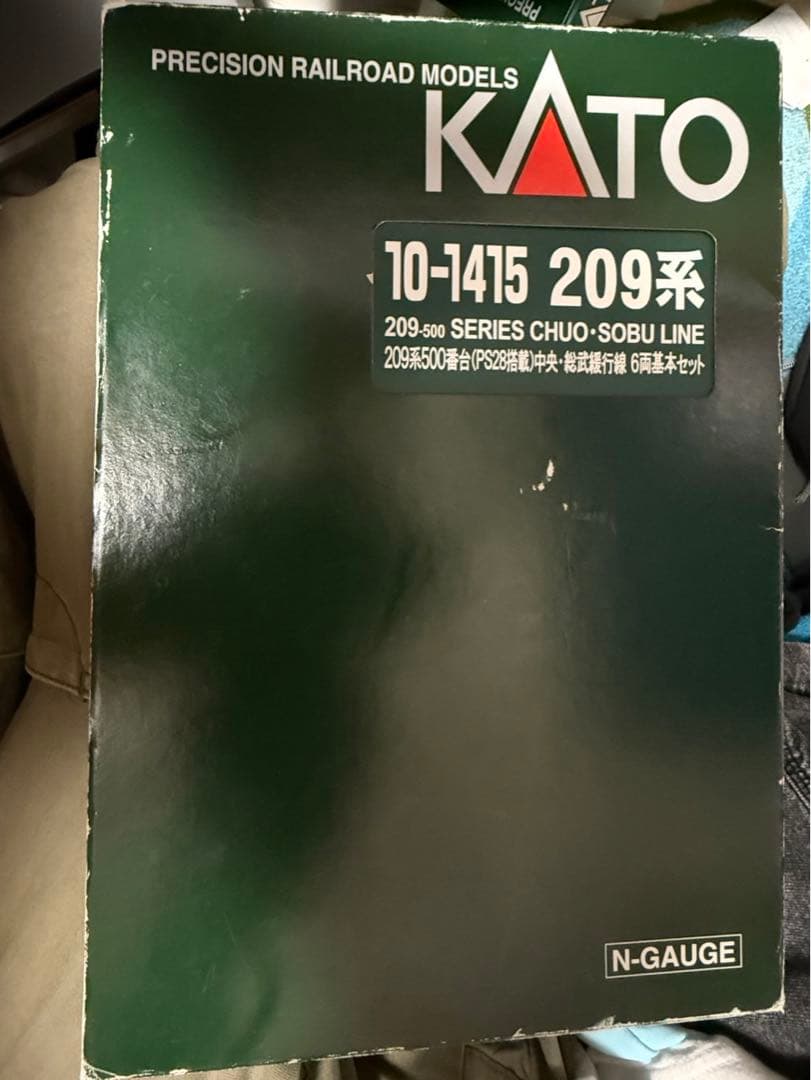 PRECISION RAILROAD MODELS
KATO
10-1415 209系
209-500 SERIES CHUO・SOBU LINE
209系500番台(PS28搭載)中央・総武緩行線 6両基本セット
N-GAUGE